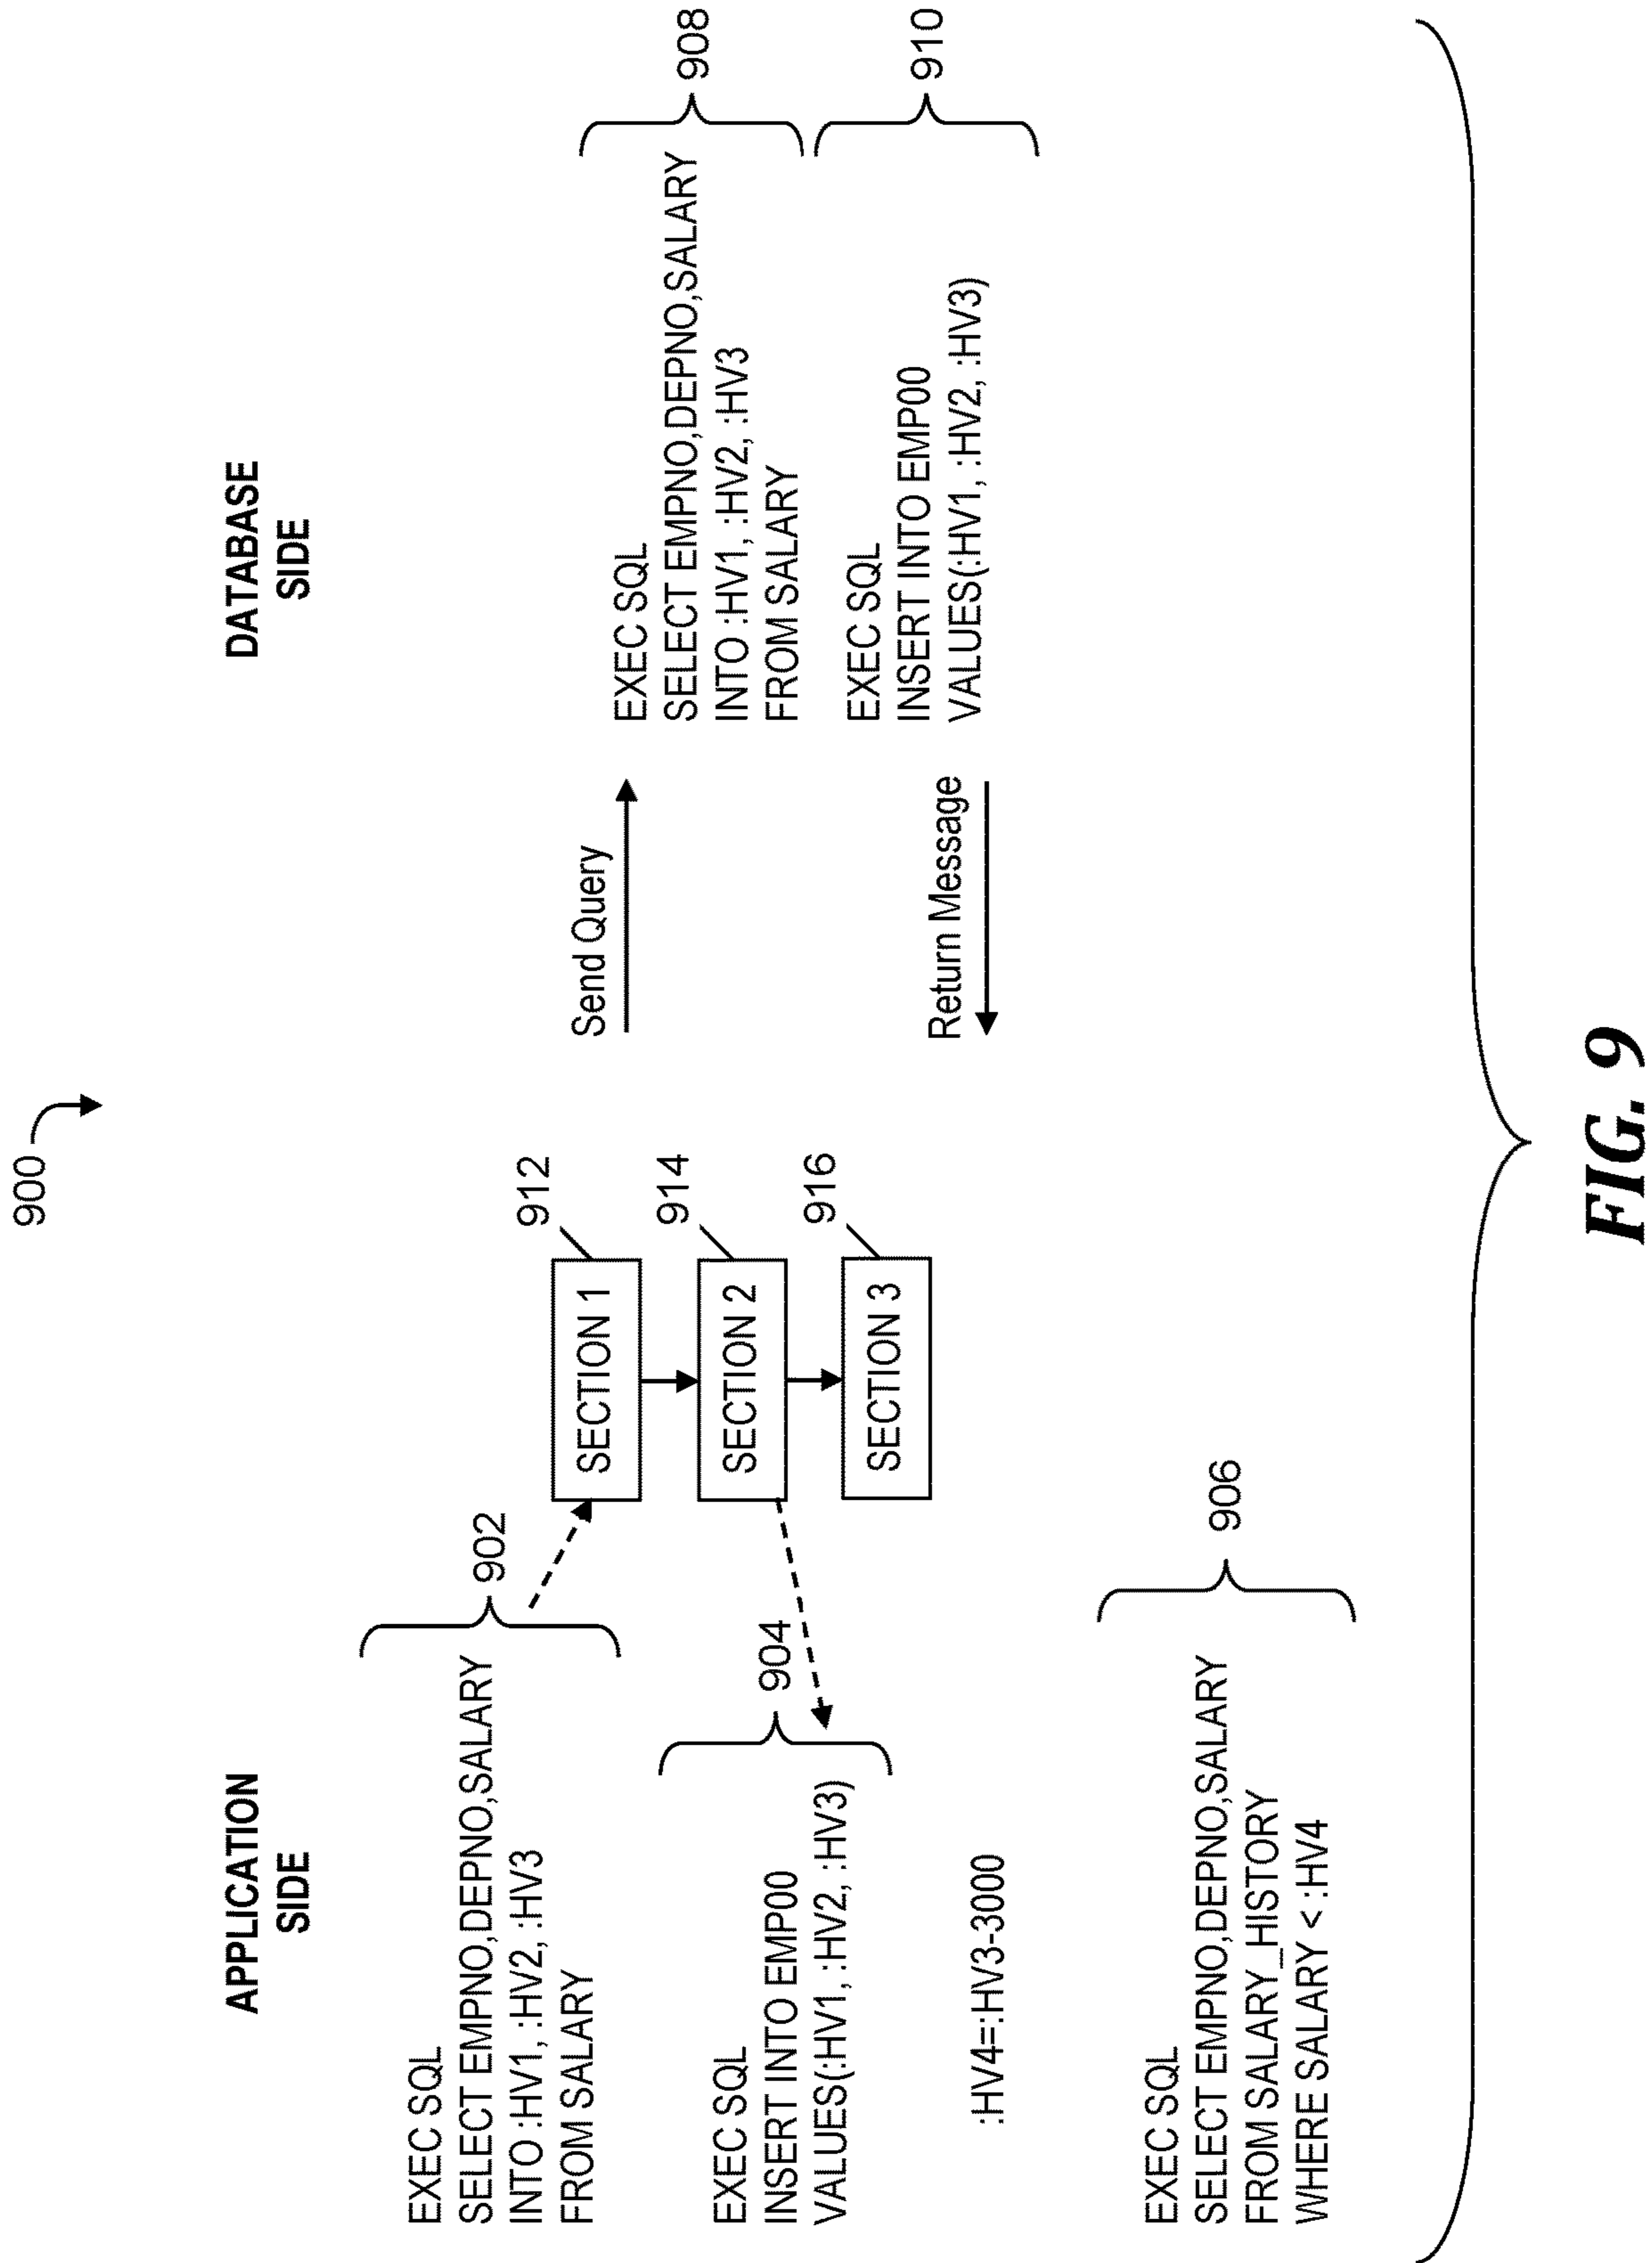 900
APPLICATION
SIDE
DATABASE
SIDE
EXEC SQL
SELECT EMPNO,DEPNO,SALARY
INTO :HV1, :HV2, :HV3
FROM SALARY
902
EXEC SQL
INSERT INTO EMP00
VALUES(:HV1, :HV2, :HV3)
904
:HV4=:HV3-3000
EXEC SQL
SELECT EMPNO,DEPNO,SALARY
FROM SALARY_HISTORY
WHERE SALARY < :HV4
906
SECTION 1
912
SECTION 2
914
SECTION 3
916
Send Query
Return Message
EXEC SQL
SELECT EMPNO,DEPNO,SALARY
INTO :HV1, :HV2, :HV3
FROM SALARY
908
EXEC SQL
INSERT INTO EMP00
VALUES(:HV1, :HV2, :HV3)
910
FIG. 9